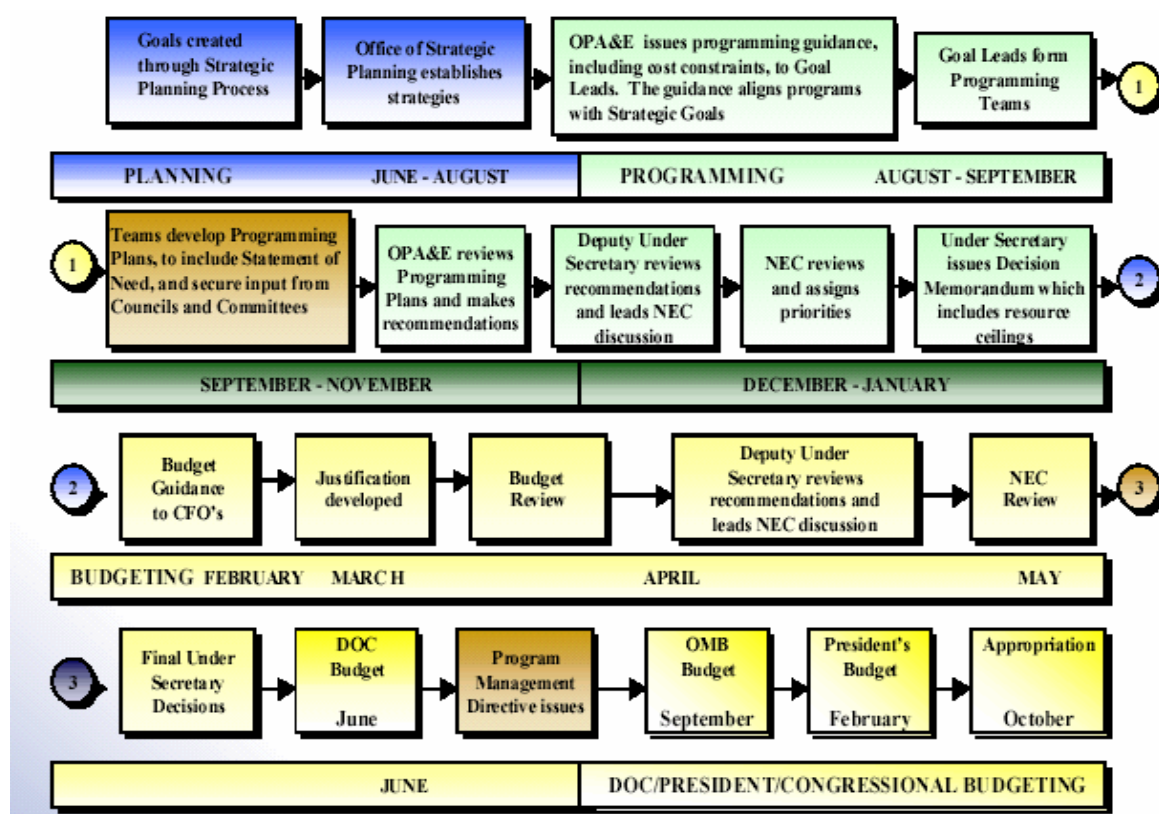 Goals created
through Strategic
Planning Process
Office of Strategic
Planning establishes
strategies
OPA&E issues programming guidance,
including cost constraints, to Goal
Leads. The guidance aligns programs
with Strategic Goals
Goal Leads form
Programming
Teams
1
PLANNING JUNE - AUGUST
PROGRAMMING AUGUST - SEPTEMBER
1
Teams develop Programming
Plans, to include Statement of
Need, and secure input from
Councils and Committees
OPA&E reviews
Programming
Plans and makes
recommendations
Deputy Under
Secretary reviews
recommendations
and leads NEC
discussion
NEC reviews
and assigns
priorities
Under Secretary
issues Decision
Memorandum which
includes resource
ceilings
2
SEPTEMBER - NOVEMBER
DECEMBER - JANUARY
2
Budget
Guidance
to CFO's
Justification
developed
Budget
Review
Deputy Under
Secretary reviews
recommendations and
leads NEC discussion
NEC
Review
3
BUDGETING FEBRUARY MARCH APRIL MAY
3
Final Under
Secretary
Decisions
DOC
Budget
June
Program
Management
Directive issues
OMB
Budget
September
President's
Budget
February
Appropriation
October
JUNE
DOC/PRESIDENT/CONGRESSIONAL BUDGETING